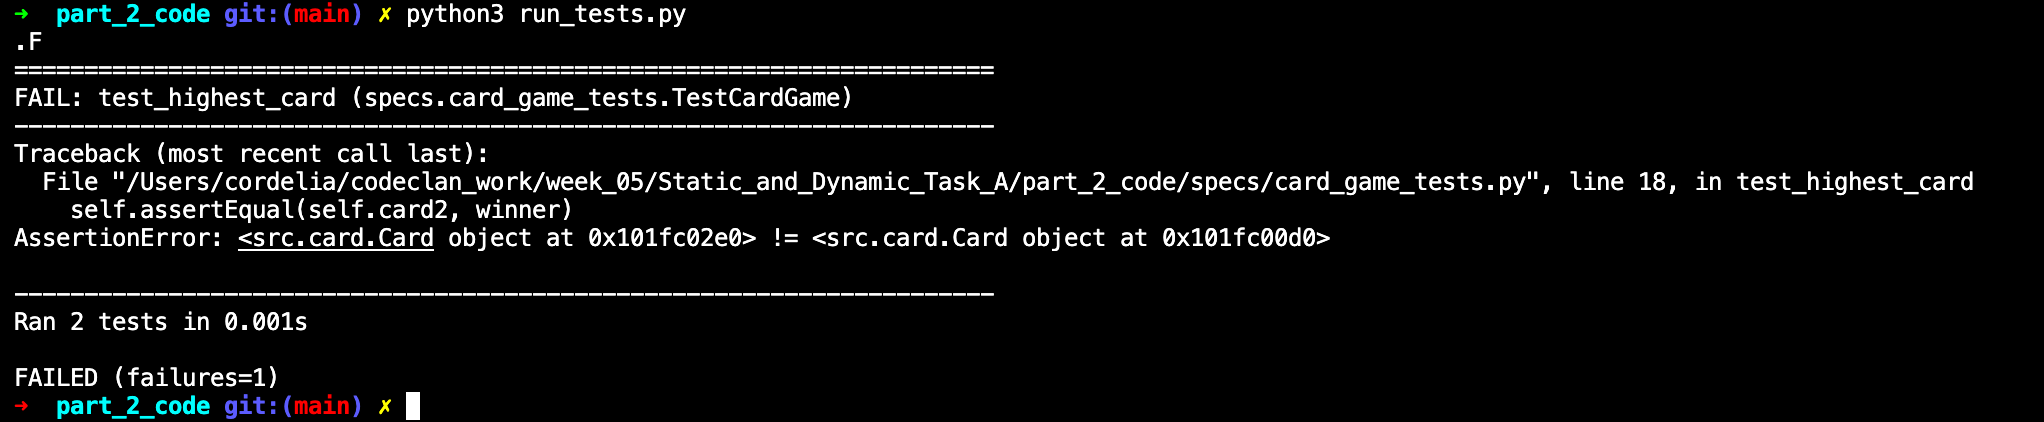 ➜  part_2_code git:(main) ✗ python3 run_tests.py
.F
======================================================================
FAIL: test_highest_card (specs.card_game_tests.TestCardGame)
----------------------------------------------------------------------
Traceback (most recent call last):
  File "/Users/cordelia/codeclan_work/week_05/Static_and_Dynamic_Task_A/part_2_code/specs/card_game_tests.py", line 18, in test_highest_card
    self.assertEqual(self.card2, winner)
AssertionError: <src.card.Card object at 0x101fc02e0> != <src.card.Card object at 0x101fc00d0>

----------------------------------------------------------------------
Ran 2 tests in 0.001s

FAILED (failures=1)
➜  part_2_code git:(main) ✗